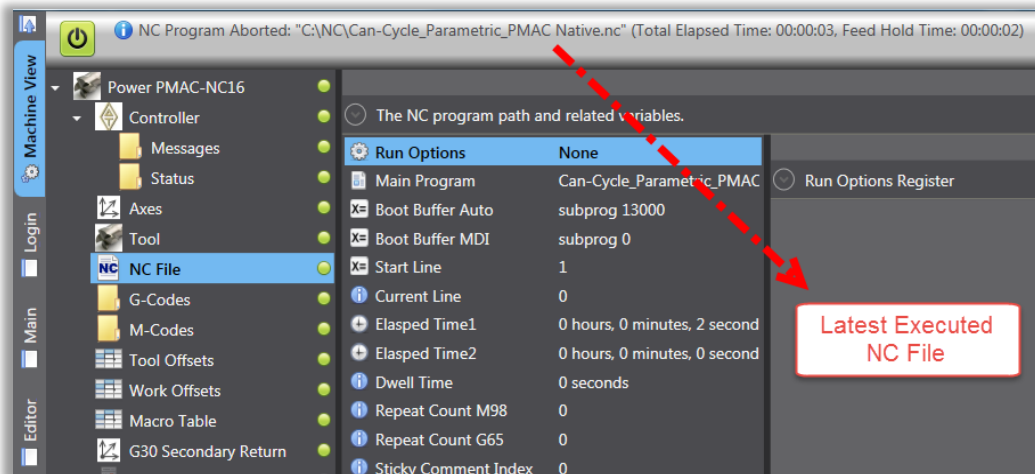 NC Program Aborted: "C:\NC\Can-Cycle_Parametric_PMAC Native.nc" (Total Elapsed Time: 00:00:03, Feed Hold Time: 00:00:02)
Machine View
Login
Main
Editor
Power PMAC-NC16
Controller
Messages
Status
Axes
Tool
NC NC File
G-Codes
M-Codes
Tool Offsets
Work Offsets
Macro Table
G30 Secondary Return
The NC program path and related variables.
Run Options None
Main Program Can-Cycle_Parametric_PMAC
X= Boot Buffer Auto subprog 13000
X= Boot Buffer MDI subprog 0
X= Start Line 1
Current Line 0
Elasped Time1 0 hours, 0 minutes, 2 second
Elasped Time2 0 hours, 0 minutes, 0 second
Dwell Time 0 seconds
Repeat Count M98 0
Repeat Count G65 0
Sticky Comment Index 0
Run Options Register
Latest Executed
NC File